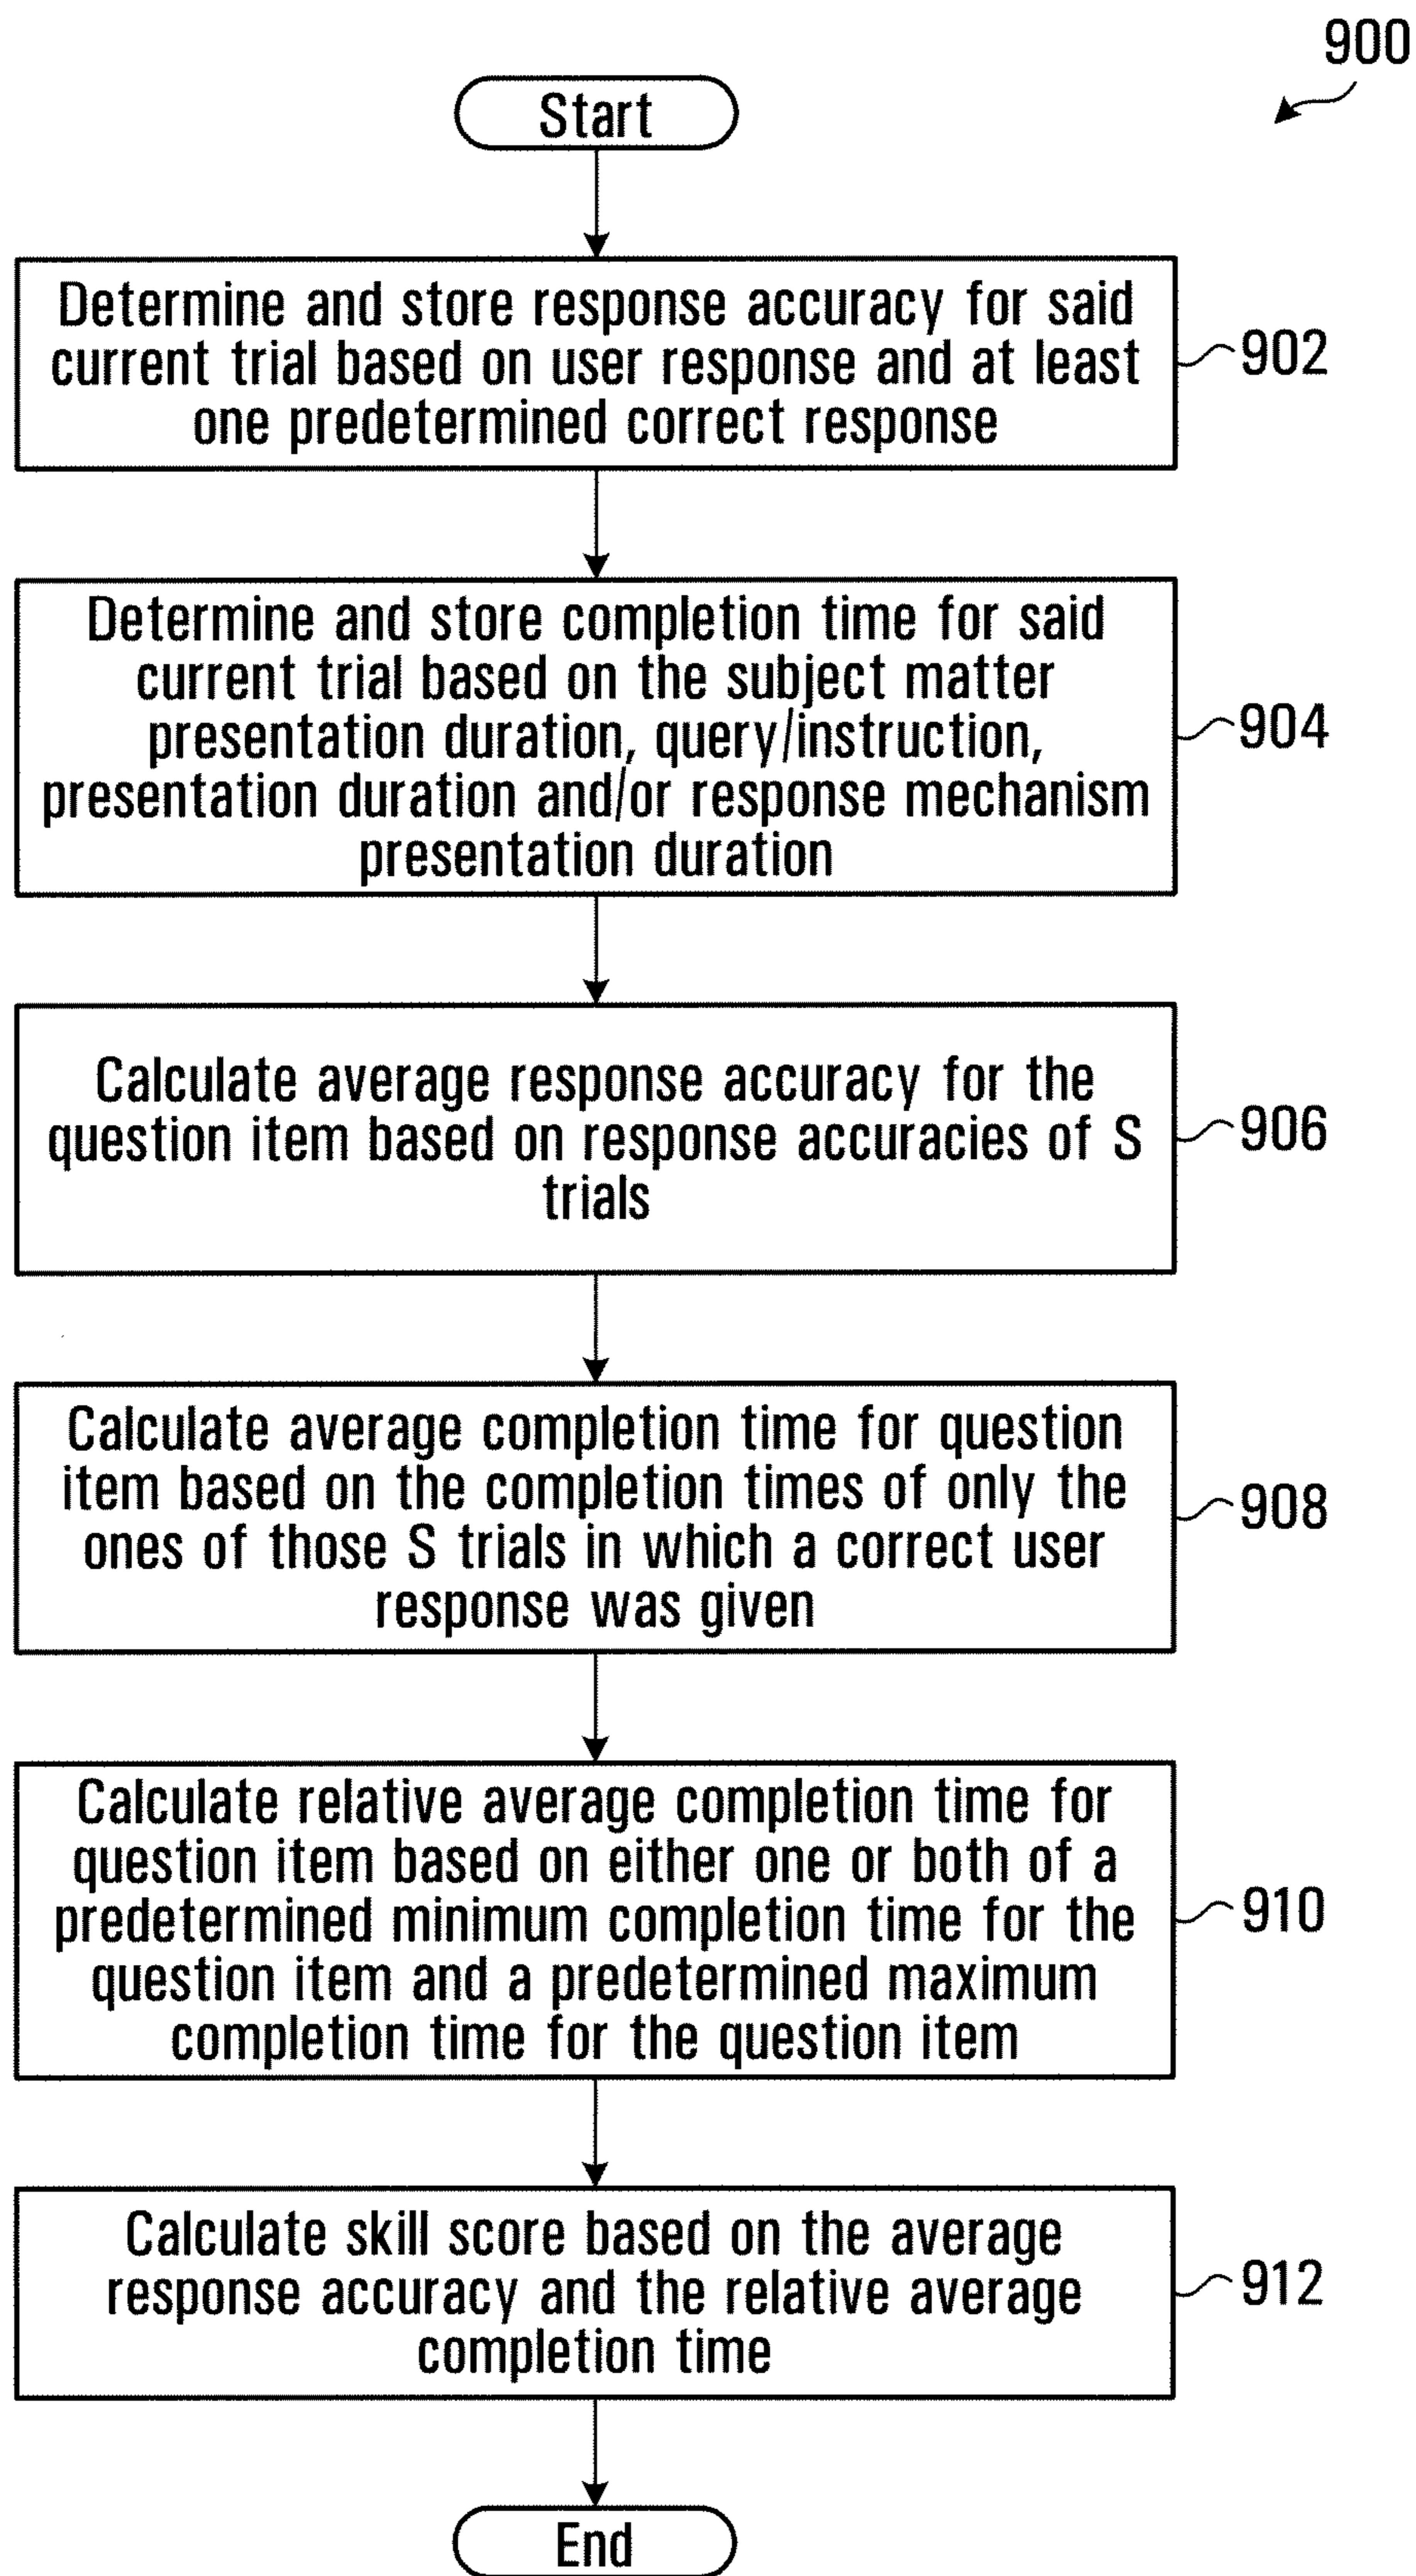 900
Start
Determine and store response accuracy for said
current trial based on user response and at least
one predetermined correct response
902
Determine and store completion time for said
current trial based on the subject matter
presentation duration, query/instruction,
presentation duration and/or response mechanism
presentation duration
904
Calculate average response accuracy for the
question item based on response accuracies of S
trials
906
Calculate average completion time for question
item based on the completion times of only the
ones of those S trials in which a correct user
response was given
908
Calculate relative average completion time for
question item based on either one or both of a
predetermined minimum completion time for the
question item and a predetermined maximum
completion time for the question item
910
Calculate skill score based on the average
response accuracy and the relative average
completion time
912
End